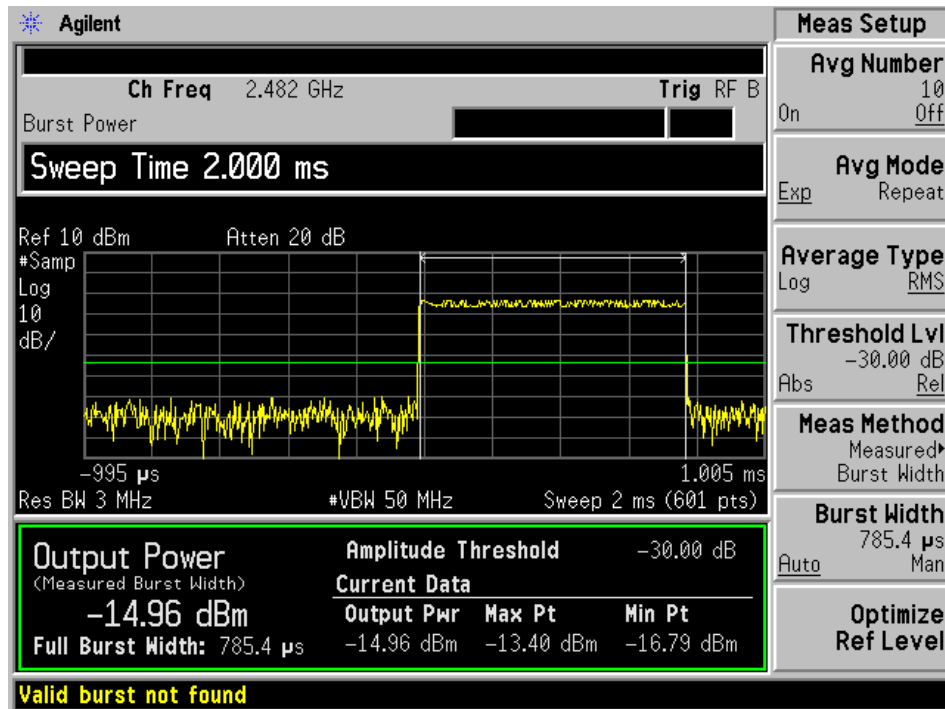 Agilent
Ch Freq 2.482 GHz Trig RF B
Burst Power
Sweep Time 2.000 ms
Ref 10 dBm Atten 20 dB
#Samp
Log
10
dB/
-995 µs 1.005 ms
Res BW 3 MHz #VBW 50 MHz Sweep 2 ms (601 pts)
Output Power
(Measured Burst Width)
-14.96 dBm
Full Burst Width: 785.4 µs
Amplitude Threshold -30.00 dB
Current Data
Output Pwr Max Pt Min Pt
-14.96 dBm -13.40 dBm -16.79 dBm
Valid burst not found
Meas Setup
Avg Number
10
On Off
Avg Mode
Exp Repeat
Average Type
Log RMS
Threshold Lvl
-30.00 dB
Abs Rel
Meas Method
Measured
Burst Width
Burst Width
785.4 µs
Auto Man
Optimize
Ref Level